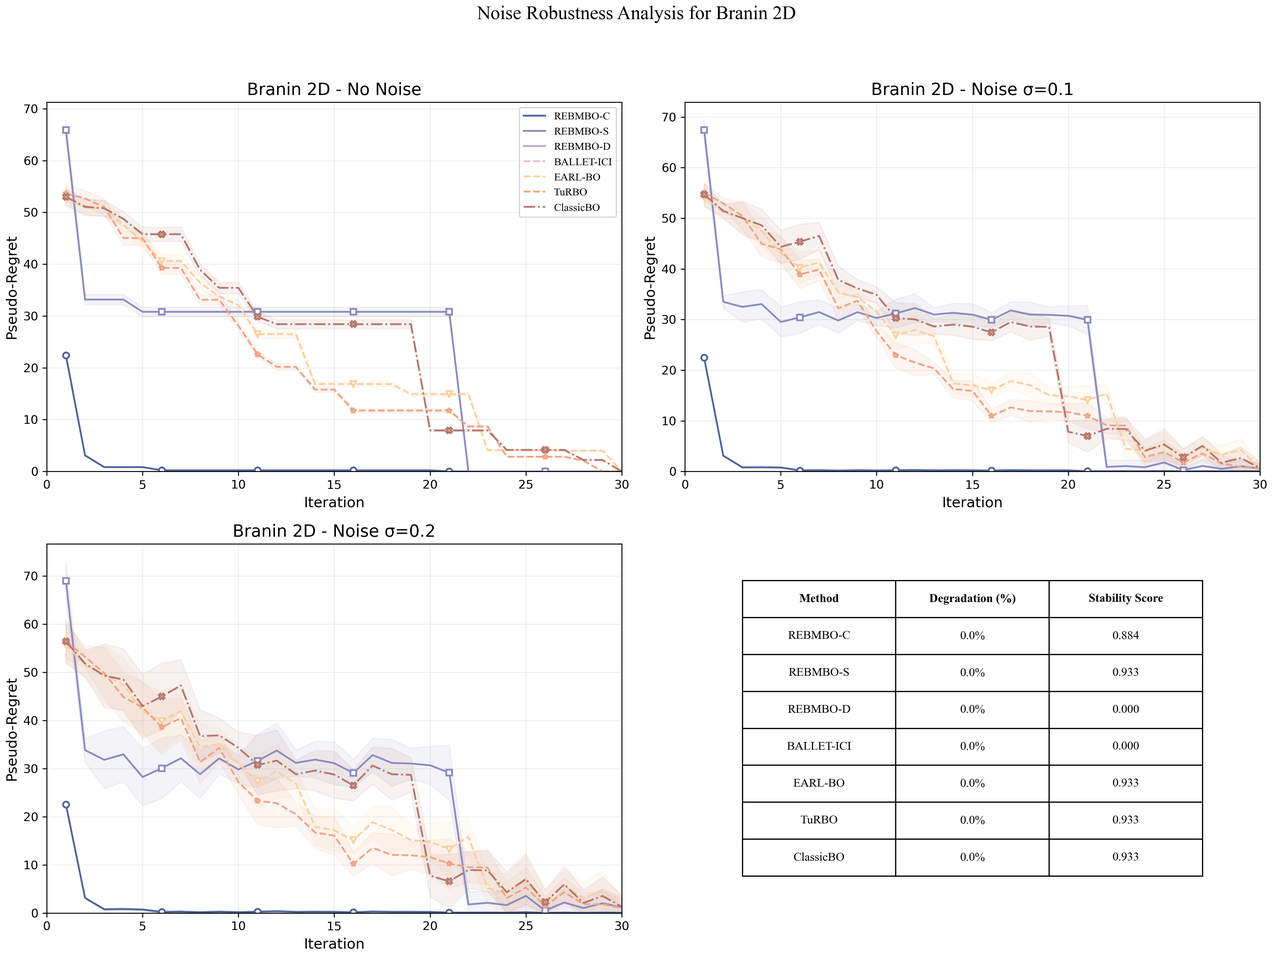 Noise Robustness Analysis for Branin 2D
Branin 2D - No Noise
Pseudo-Regret
70
60
50
40
30
20
10
0
0 5 10 15 20 25 30
Iteration
REBMBO-C
REBMBO-S
REBMBO-D
BALLET-ICI
EARL-BO
TuRBO
ClassicBO
Branin 2D - Noise σ=0.1
Pseudo-Regret
70
60
50
40
30
20
10
0
0 5 10 15 20 25 30
Iteration
Branin 2D - Noise σ=0.2
Pseudo-Regret
70
60
50
40
30
20
10
0
0 5 10 15 20 25 30
Iteration
Method Degradation (%) Stability Score
REBMBO-C 0.0% 0.884
REBMBO-S 0.0% 0.933
REBMBO-D 0.0% 0.000
BALLET-ICI 0.0% 0.000
EARL-BO 0.0% 0.933
TuRBO 0.0% 0.933
ClassicBO 0.0% 0.933